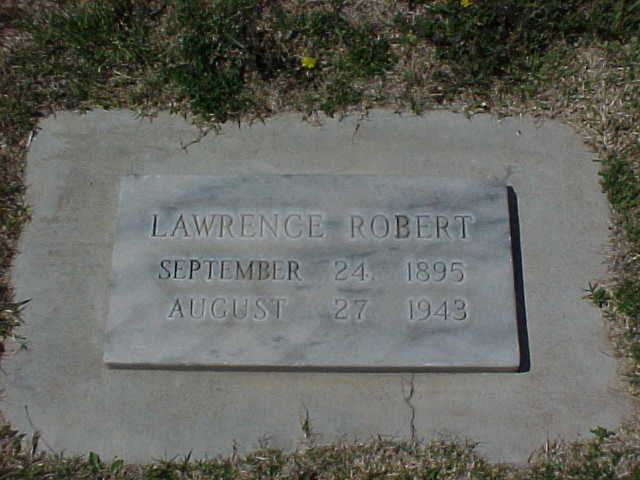 LAWRENCE ROBERT
SEPTEMBER 24, 1895
AUGUST 27 1943